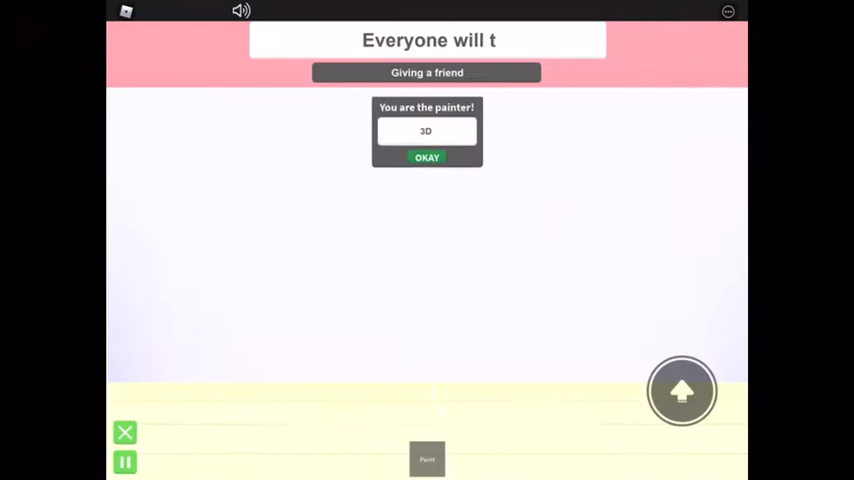 Everyone will t
Giving a friend
You are the painter!
3D
OKAY
Paint